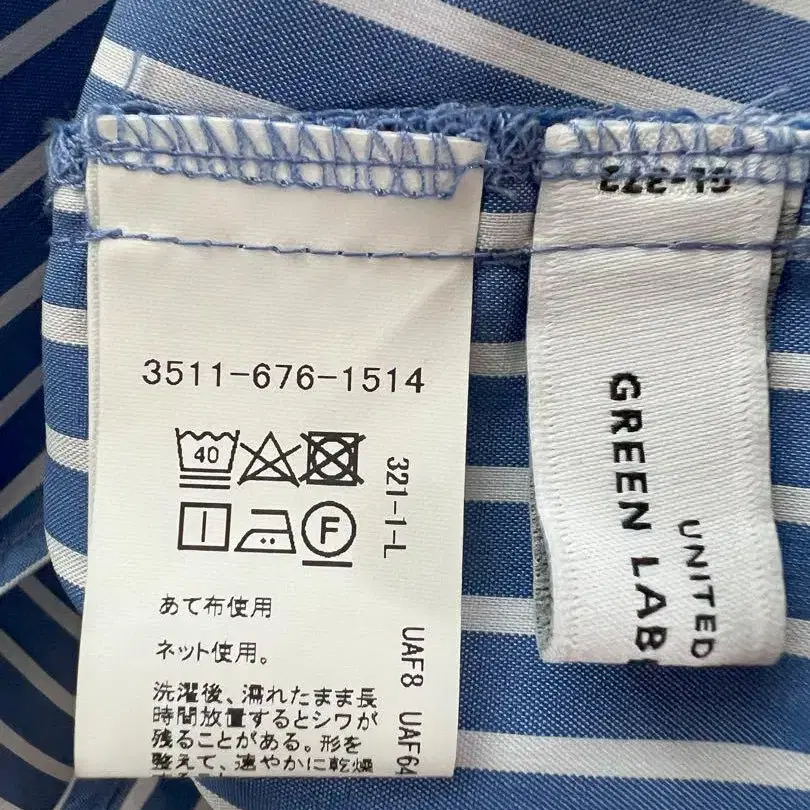 3511-676-1514
40
F
321-1-L
あて布使用
ネット使用。
洗濯後、濡れたまま長
時間放置するとシワが
残ることがある。形を
整えて、速やかに乾燥
UAF8 UAF64
GL-373
UNITED
GREEN LAB